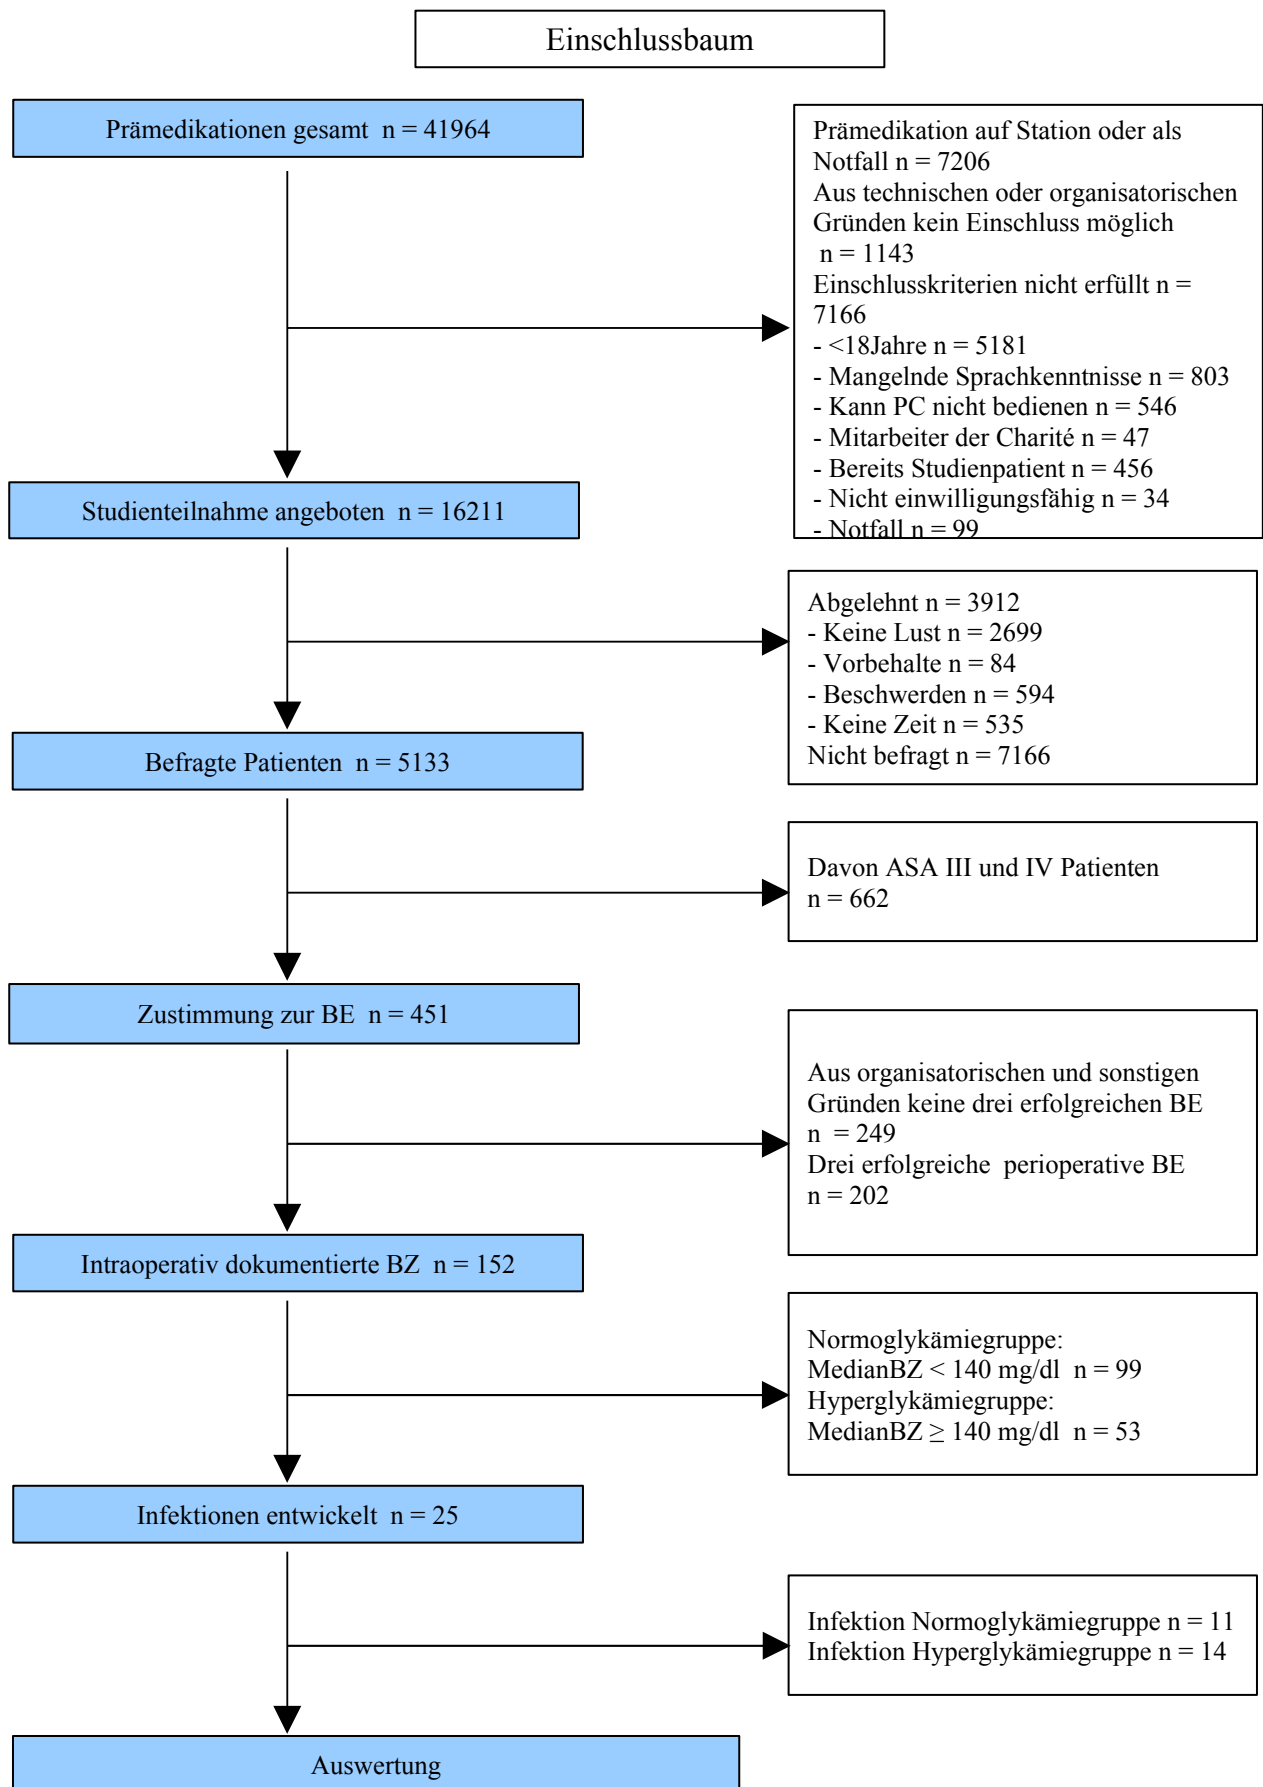 Einschlussbaum
Prämedikationen gesamt n = 41964
Prämedikation auf Station oder als
Notfall n = 7206
Aus technischen oder organisatorischen
Gründen kein Einschluss möglich
n = 1143
Einschlusskriterien nicht erfüllt n =
7166
- <18Jahre n = 5181
- Mangelnde Sprachkenntnisse n = 803
- Kann PC nicht bedienen n = 546
- Mitarbeiter der Charité n = 47
- Bereits Studienpatient n = 456
- Nicht einwilligungsfähig n = 34
- Notfall n = 99
Studienteilnahme angeboten n = 16211
Abgelehnt n = 3912
- Keine Lust n = 2699
- Vorbehalte n = 84
- Beschwerden n = 594
- Keine Zeit n = 535
Nicht befragt n = 7166
Befragte Patienten n = 5133
Davon ASA III und IV Patienten
n = 662
Zustimmung zur BE n = 451
Aus organisatorischen und sonstigen
Gründen keine drei erfolgreichen BE
n = 249
Drei erfolgreiche perioperative BE
n = 202
Intraoperativ dokumentierte BZ n = 152
Normoglykämiegruppe:
MedianBZ < 140 mg/dl n = 99
Hyperglykämiegruppe:
MedianBZ ≥ 140 mg/dl n = 53
Infektionen entwickelt n = 25
Infektion Normoglykämiegruppe n = 11
Infektion Hyperglykämiegruppe n = 14
Auswertung